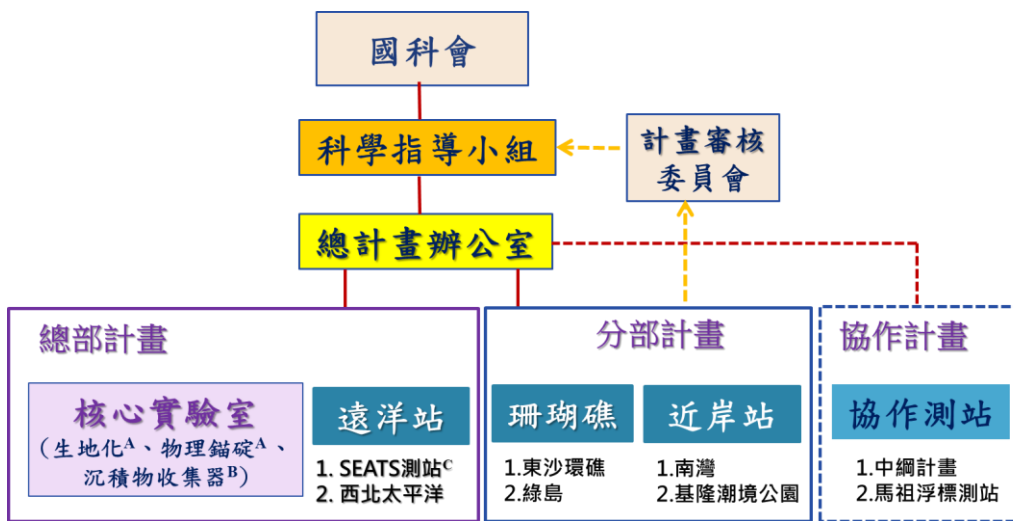 國科會
科學指導小組
計畫審核
委員會
總計畫辦公室
總部計畫
核心實驗室
(生地化ᴬ、物理錨碇ᴬ、
沉積物收集器ᴮ)
遠洋站
1. SEATS測站ᶜ
2. 西北太平洋
分部計畫
珊瑚礁
1.東沙環礁
2.綠島
近岸站
1.南灣
2.基隆潮境公園
協作計畫
協作測站
1.中綱計畫
2.馬祖浮標測站